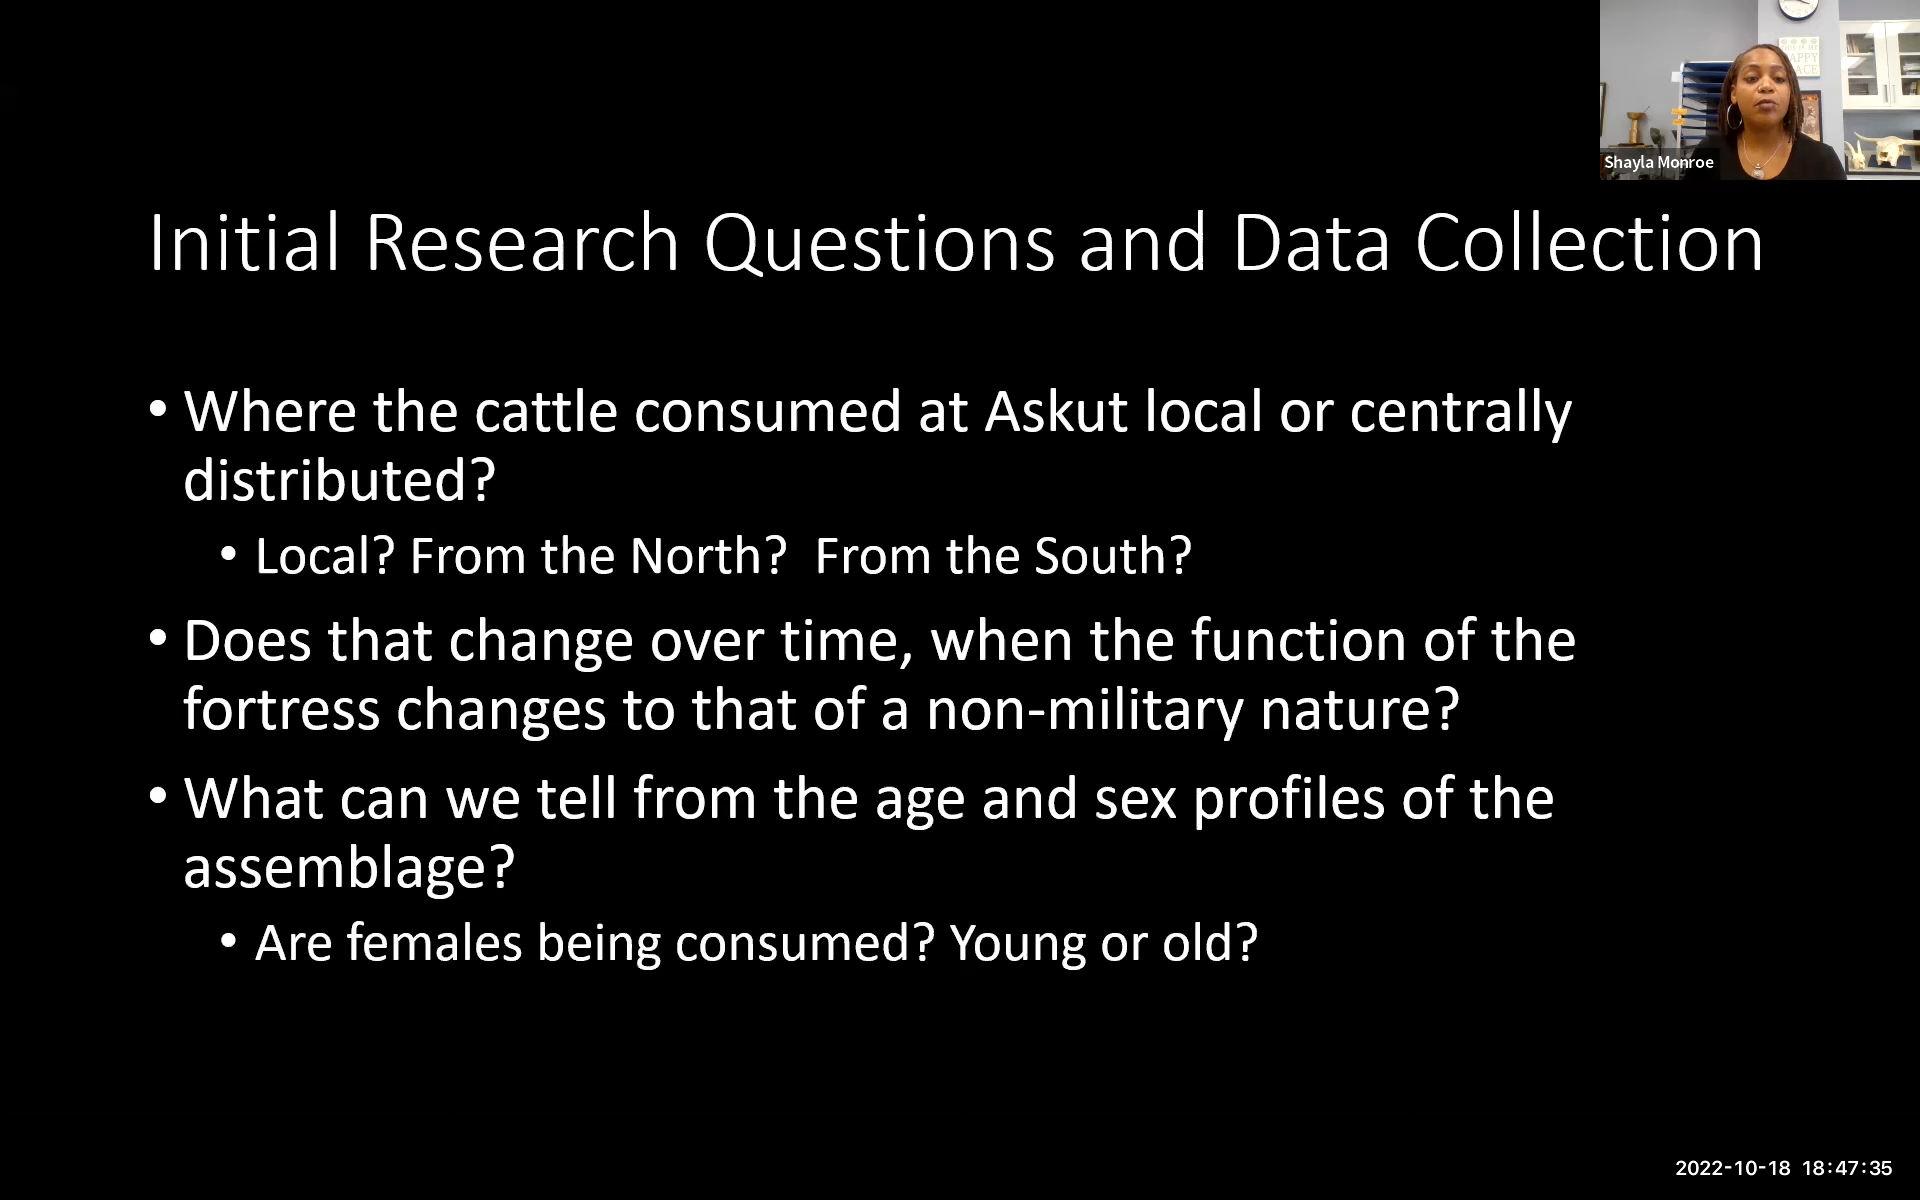 Shayla Monroe
Initial Research Questions and Data Collection
• Where the cattle consumed at Askut local or centrally
distributed?
• Local? From the North?  From the South?
• Does that change over time, when the function of the
fortress changes to that of a non-military nature?
• What can we tell from the age and sex profiles of the
assemblage?
• Are females being consumed? Young or old?
2022-10-18 18:47:35